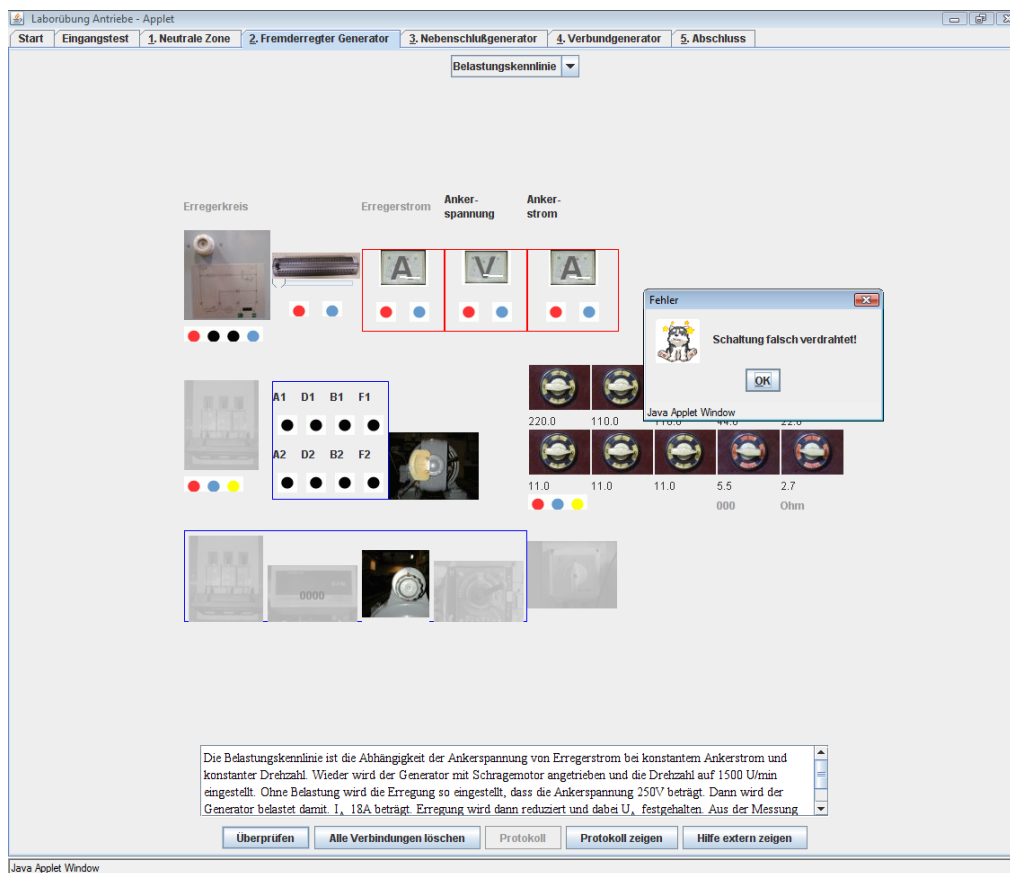 Laborübung Antriebe - Applet
Start Eingangstest 1. Neutrale Zone 2. Fremderregter Generator 3. Nebenschlußgenerator 4. Verbundgenerator 5. Abschluss
Belastungskennlinie
Erregerkreis Erregerstrom Anker-spannung Anker-strom
A V A
Fehler
Schaltung falsch verdrahtet!
OK
Java Applet Window
A1 D1 B1 F1
A2 D2 B2 F2
220.0 110.0
11.0 11.0 11.0 5.5 2.7
000 Ohm
0000
Die Belastungskennlinie ist die Abhängigkeit der Ankerspannung von Erregerstrom bei konstantem Ankerstrom und
konstanter Drehzahl. Wieder wird der Generator mit Schragemotor angetrieben und die Drehzahl auf 1500 U/min
eingestellt. Ohne Belastung wird die Erregung so eingestellt, dass die Ankerspannung 250V beträgt. Dann wird der
Generator belastet damit. I_A 18A beträgt. Erregung wird dann reduziert und dabei U_A festgehalten. Aus der Messung
Überprüfen Alle Verbindungen löschen Protokoll Protokoll zeigen Hilfe extern zeigen
Java Applet Window